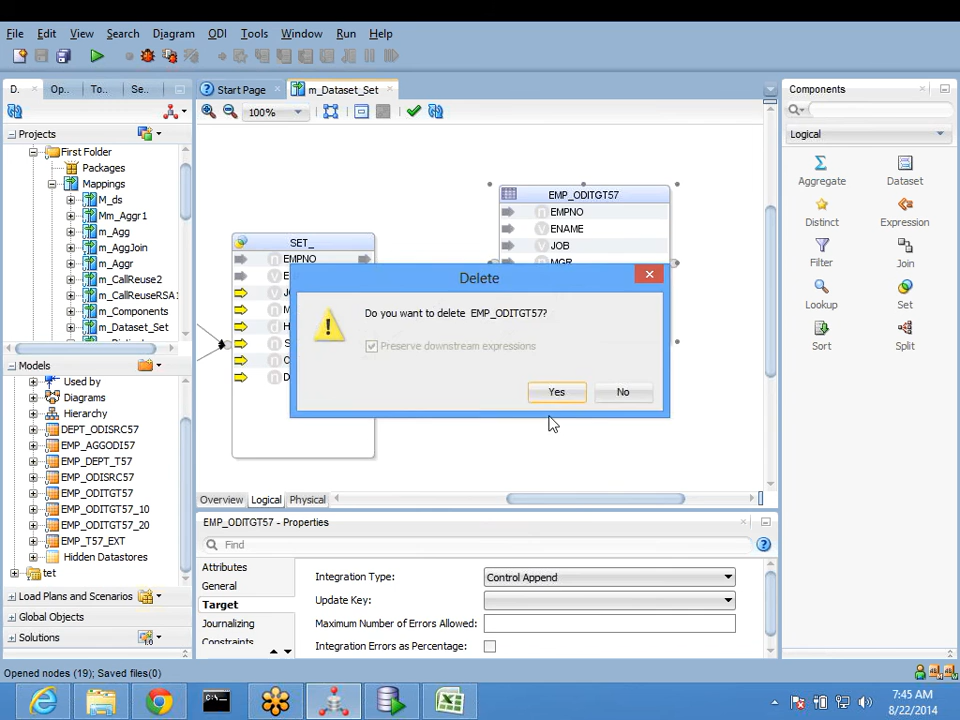 File Edit View Search Diagram ODI Tools Window Run Help
D. Op.. To.. Se.. Start Page m_Dataset_Set Components
100%
Logical
Projects
First Folder
Packages
Mappings
M_ds
Mm_Aggr1
m_Agg
m_AggJoin
m_Aggr
m_CallReuse2
m_CallReuseRSA1
m_Components
m_Dataset_Set
Models
Used by
Diagrams
Hierarchy
DEPT_ODISRC57
EMP_AGGODI57
EMP_DEPT_T57
EMP_ODISRC57
EMP_ODITGT57
EMP_ODITGT57_10
EMP_ODITGT57_20
EMP_T57_EXT
Hidden Datastores
tet
Load Plans and Scenarios
Global Objects
Solutions
SET_
EMPNO
EMP_ODITGT57
EMPNO
ENAME
JOB
MGR
Delete
Do you want to delete EMP_ODITGT57?
Preserve downstream expressions
Yes No
Overview Logical Physical
EMP_ODITGT57 - Properties
Find
Attributes
General
Target
Journalizing
Constraints
Integration Type: Control Append
Update Key:
Maximum Number of Errors Allowed:
Integration Errors as Percentage:
Aggregate Dataset
Distinct Expression
Filter Join
Lookup Set
Sort Split
Opened nodes (19); Saved files(0)
7:45 AM
8/22/2014